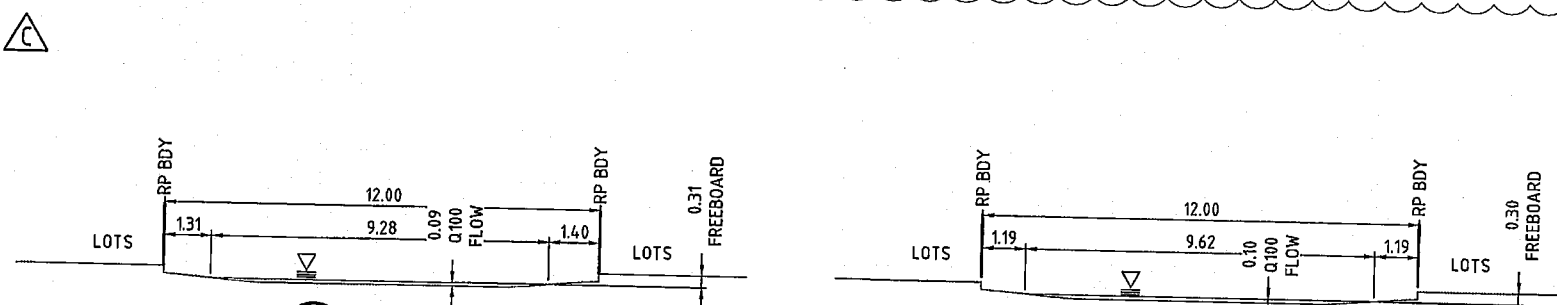 C
RP BDY
12.00
RP BDY
1.31
9.28
0.09
Q100
FLOW
1.40
0.31
FREEBOARD
LOTS
LOTS
RP BDY
12.00
RP BDY
1.19
9.62
0.10
Q100
FLOW
1.19
0.30
FREEBOARD
LOTS
LOTS